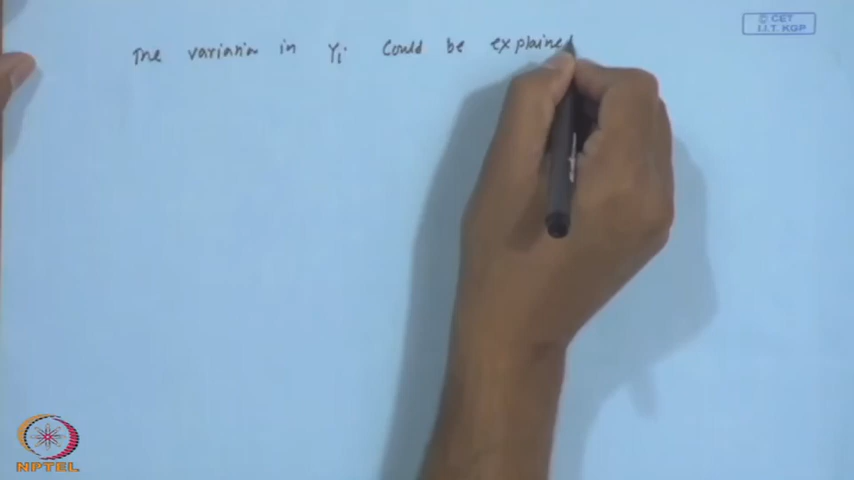 The variation in Yi could be explained
© CET
I.I.T. KGP
NPTEL